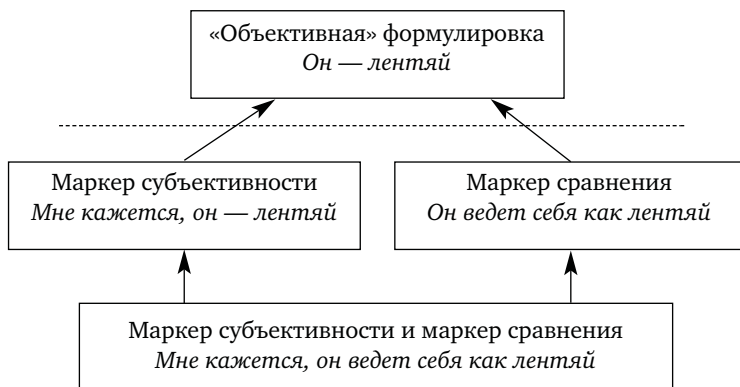 «Объективная» формулировка
Он — лентяй
Маркер субъективности
Мне кажется, он — лентяй
Маркер сравнения
Он ведет себя как лентяй
Маркер субъективности и маркер сравнения
Мне кажется, он ведет себя как лентяй